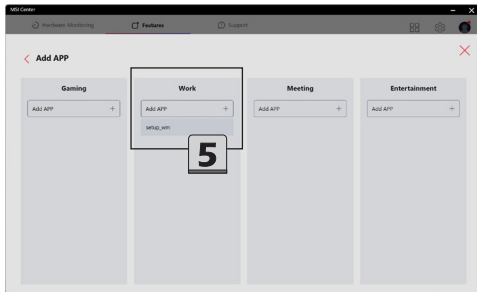 MSI Center
Hardware Monitoring Features Support
Add APP
Gaming Work Meeting Entertainment
Add APP + Add APP + Add APP + Add APP +
setup_win
5